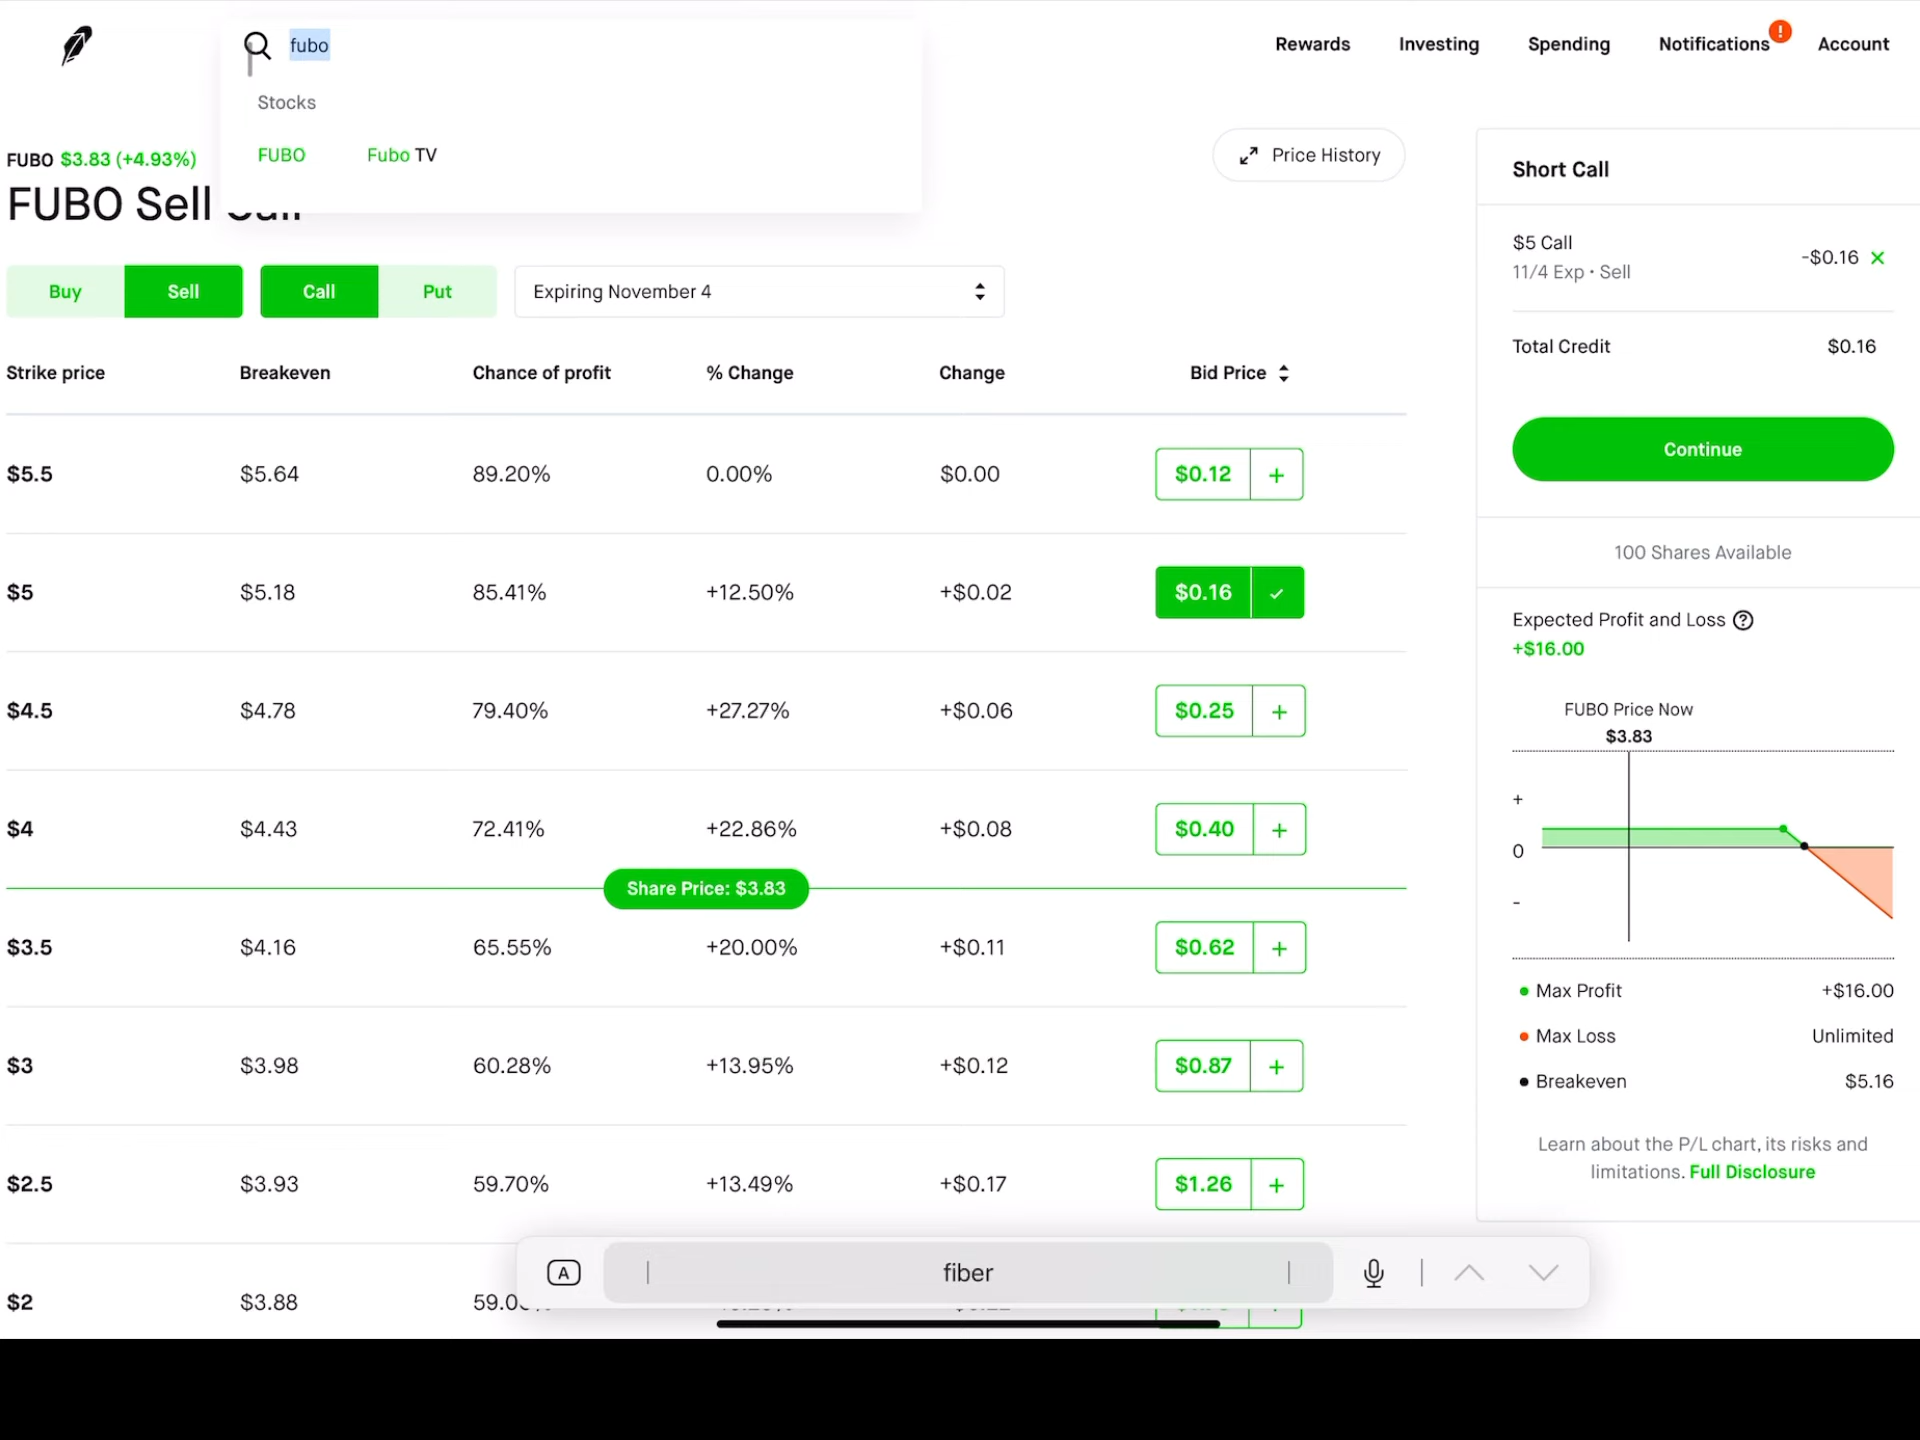 fubo
Rewards Investing Spending Notifications ! Account
Stocks
FUBO Fubo TV
FUBO $3.83 (+4.93%)
FUBO Sell Call
Price History
Buy Sell Call Put Expiring November 4
Strike price Breakeven Chance of profit % Change Change Bid Price
$5.5 $5.64 89.20% 0.00% $0.00 $0.12 +
$5 $5.18 85.41% +12.50% +$0.02 $0.16
$4.5 $4.78 79.40% +27.27% +$0.06 $0.25 +
$4 $4.43 72.41% +22.86% +$0.08 $0.40 +
Share Price: $3.83
$3.5 $4.16 65.55% +20.00% +$0.11 $0.62 +
$3 $3.98 60.28% +13.95% +$0.12 $0.87 +
$2.5 $3.93 59.70% +13.49% +$0.17 $1.26 +
$2 $3.88
Short Call
$5 Call
-$0.16
11/4 Exp • Sell
Total Credit $0.16
Continue
100 Shares Available
Expected Profit and Loss ?
+$16.00
FUBO Price Now
$3.83
+
0
-
Max Profit +$16.00
Max Loss Unlimited
Breakeven $5.16
Learn about the P/L chart, its risks and
limitations. Full Disclosure
A fiber